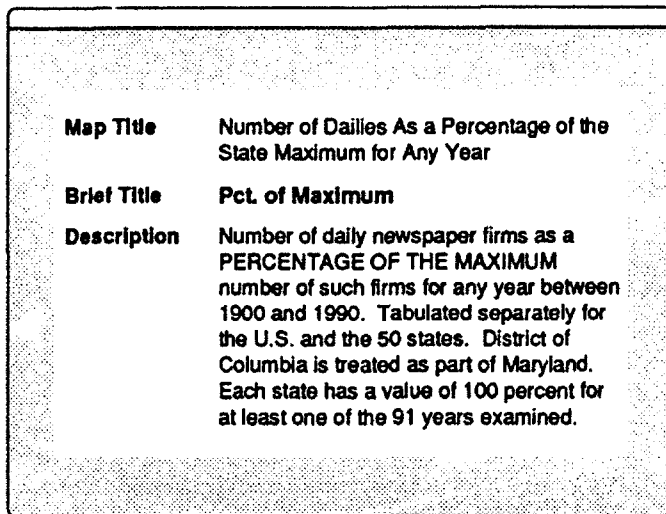 Map Title Number of Dailies As a Percentage of the
State Maximum for Any Year
Brief Title Pct. of Maximum
Description Number of daily newspaper firms as a
PERCENTAGE OF THE MAXIMUM
number of such firms for any year between
1900 and 1990. Tabulated separately for
the U.S. and the 50 states. District of
Columbia is treated as part of Maryland.
Each state has a value of 100 percent for
at least one of the 91 years examined.